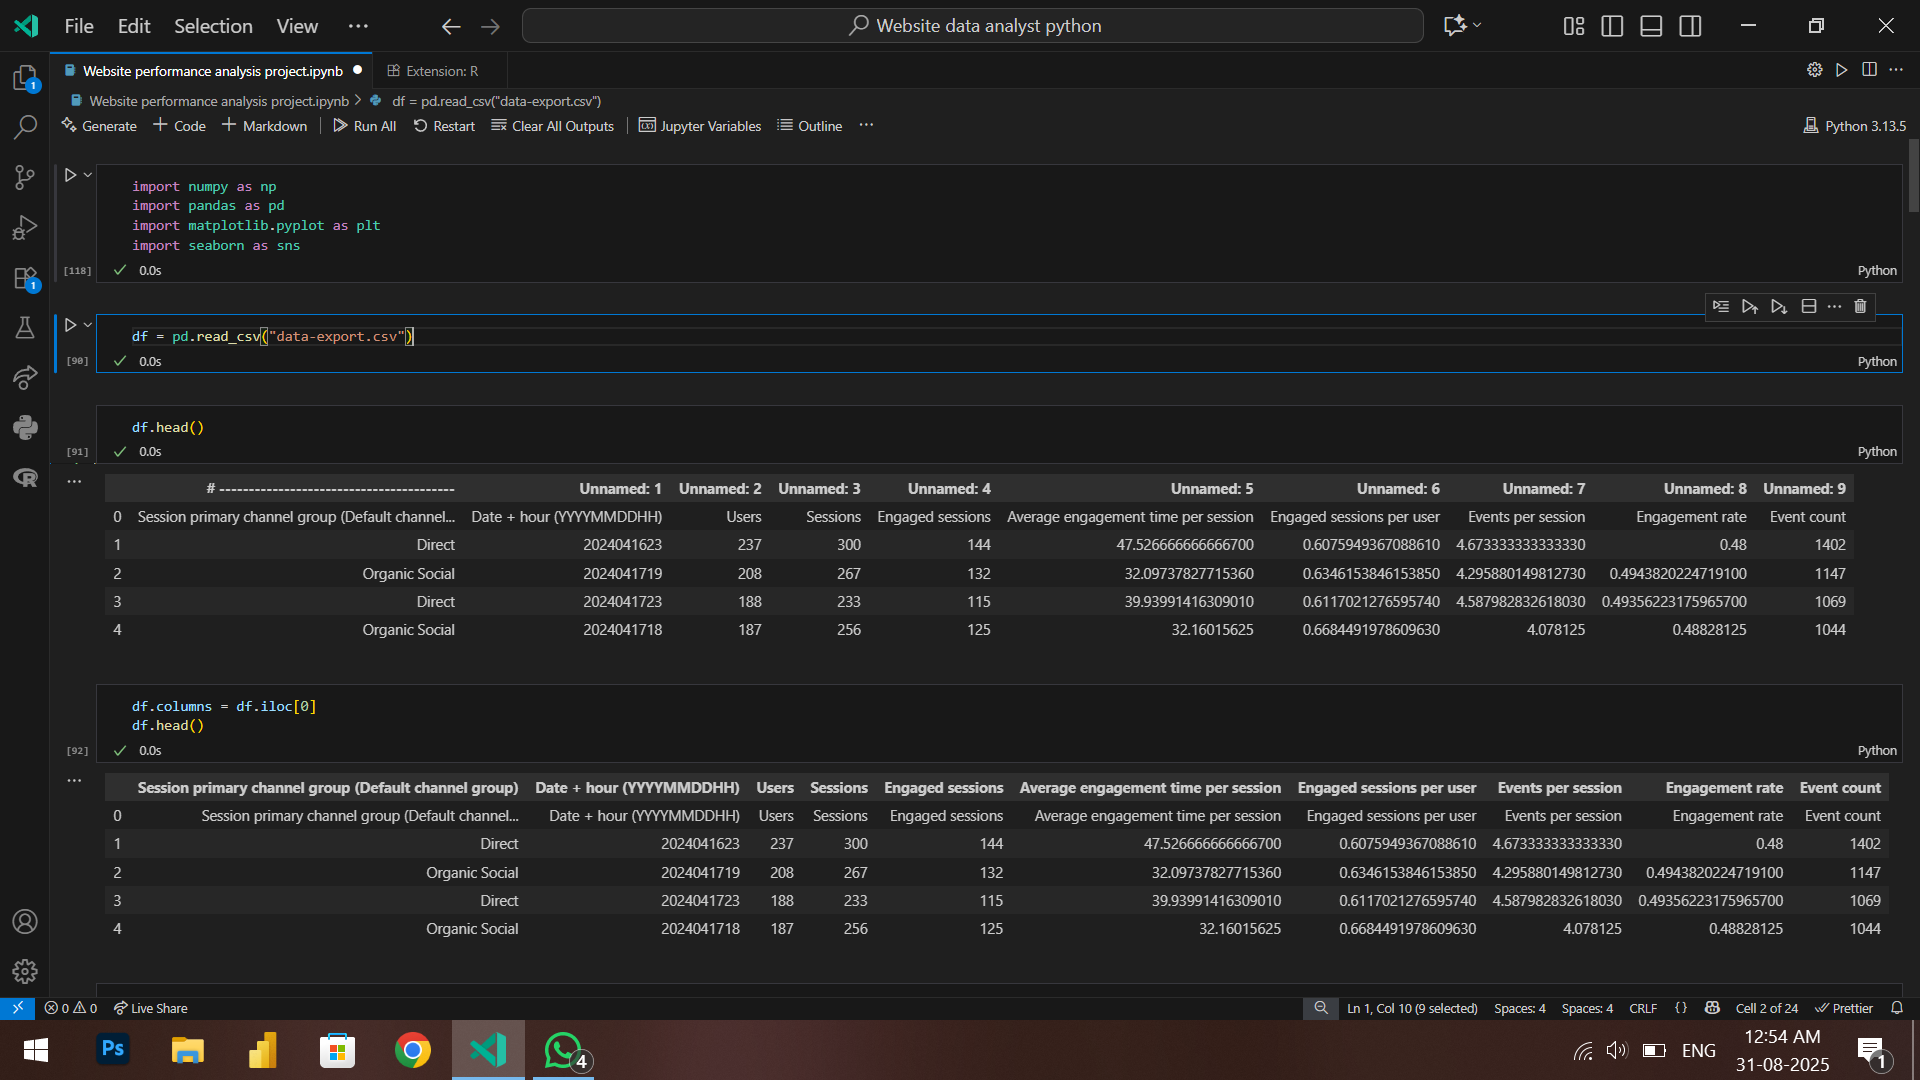 File Edit Selection View ···
Website data analyst python
Website performance analysis project.ipynb
Extension: R
Website performance analysis project.ipynb > df = pd.read_csv("data-export.csv")
Generate + Code + Markdown Run All Restart Clear All Outputs Jupyter Variables Outline ···
Python 3.13.5
import numpy as np
import pandas as pd
import matplotlib.pyplot as plt
import seaborn as sns
[118] 0.0s Python
df = pd.read_csv("data-export.csv")
[90] 0.0s Python
df.head()
[91] 0.0s Python
# ---------------------------------------- Unnamed: 1 Unnamed: 2 Unnamed: 3 Unnamed: 4 Unnamed: 5 Unnamed: 6 Unnamed: 7 Unnamed: 8 Unnamed: 9
0 Session primary channel group (Default channel... Date + hour (YYYYMMDDHH) Users Sessions Engaged sessions Average engagement time per session Engaged sessions per user Events per session Engagement rate Event count
1 Direct 2024041623 237 300 144 47.526666666666700 0.6075949367088610 4.673333333333330 0.48 1402
2 Organic Social 2024041719 208 267 132 32.09737827715360 0.6346153846153850 4.295880149812730 0.4943820224719100 1147
3 Direct 2024041723 188 233 115 39.93991416309010 0.6117021276595740 4.587982832618030 0.49356223175965700 1069
4 Organic Social 2024041718 187 256 125 32.16015625 0.6684491978609630 4.078125 0.48828125 1044
df.columns = df.iloc[0]
df.head()
[92] 0.0s Python
Session primary channel group (Default channel group) Date + hour (YYYYMMDDHH) Users Sessions Engaged sessions Average engagement time per session Engaged sessions per user Events per session Engagement rate Event count
0 Session primary channel group (Default channel... Date + hour (YYYYMMDDHH) Users Sessions Engaged sessions Average engagement time per session Engaged sessions per user Events per session Engagement rate Event count
1 Direct 2024041623 237 300 144 47.526666666666700 0.6075949367088610 4.673333333333330 0.48 1402
2 Organic Social 2024041719 208 267 132 32.09737827715360 0.6346153846153850 4.295880149812730 0.4943820224719100 1147
3 Direct 2024041723 188 233 115 39.93991416309010 0.6117021276595740 4.587982832618030 0.49356223175965700 1069
4 Organic Social 2024041718 187 256 125 32.16015625 0.6684491978609630 4.078125 0.48828125 1044
0 0 Live Share Ln 1, Col 10 (9 selected) Spaces: 4 Spaces: 4 CRLF {} Cell 2 of 24 Prettier
Ps 4 ENG 12:54 AM
31-08-2025 1